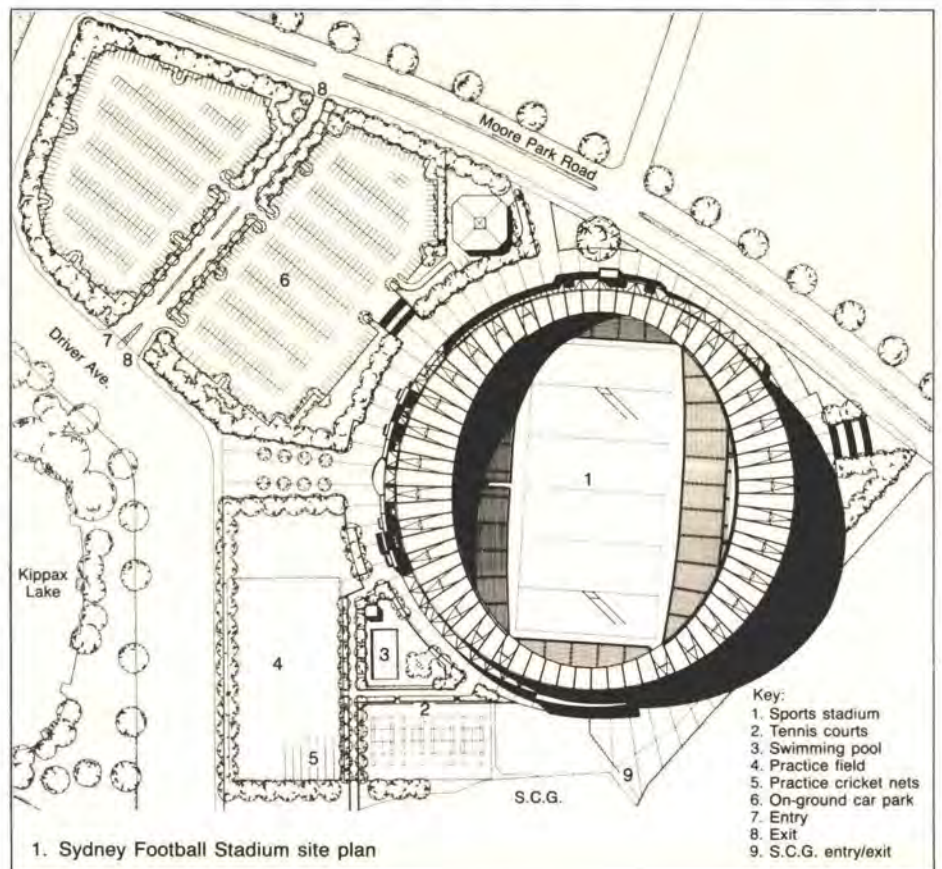 8
Moore Park Road
6
7
8
Driver Ave.
1
Kippax
Lake
3
4
2
5
9
S.C.G.
Key:
1. Sports stadium
2. Tennis courts
3. Swimming pool
4. Practice field
5. Practice cricket nets
6. On-ground car park
7. Entry
8. Exit
9. S.C.G. entry/exit
1. Sydney Football Stadium site plan